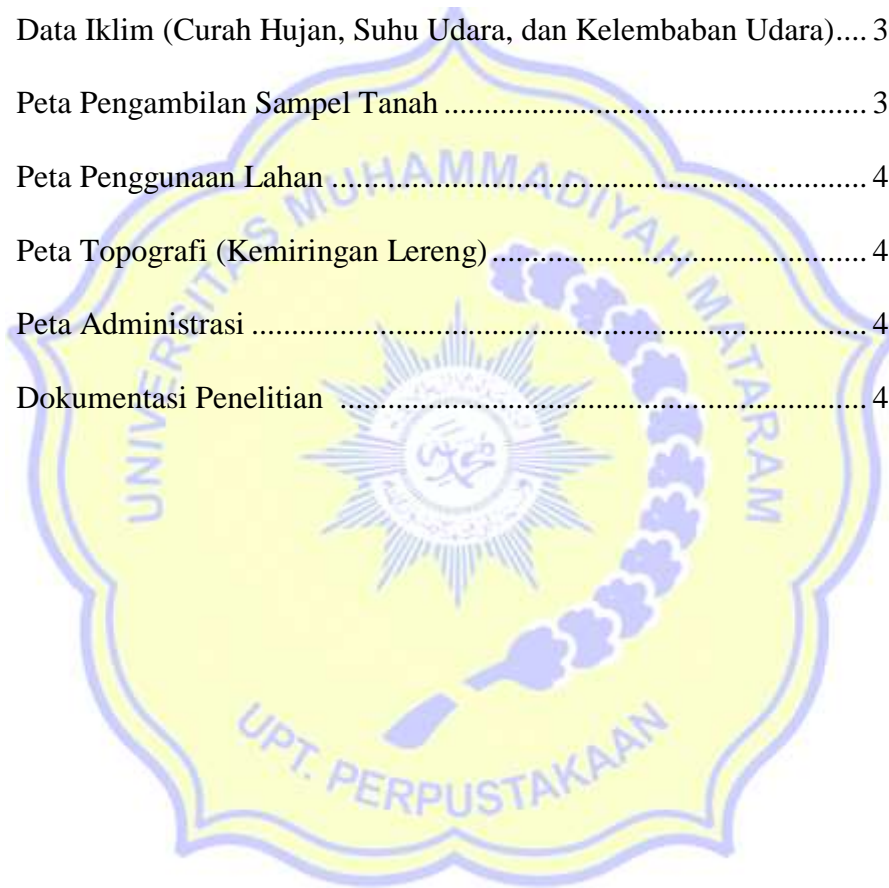 Data Iklim (Curah Hujan, Suhu Udara, dan Kelembaban Udara).... 3
Peta Pengambilan Sampel Tanah ........................................................ 3
Peta Penggunaan Lahan ...................................................................... 4
Peta Topografi (Kemiringan Lereng) ................................................. 4
Peta Administrasi ................................................................................ 4
Dokumentasi Penelitian .................................................................... 4
UNIVERSITAS MUHAMMADIYAH MATARAM
UPT. PERPUSTAKAAN